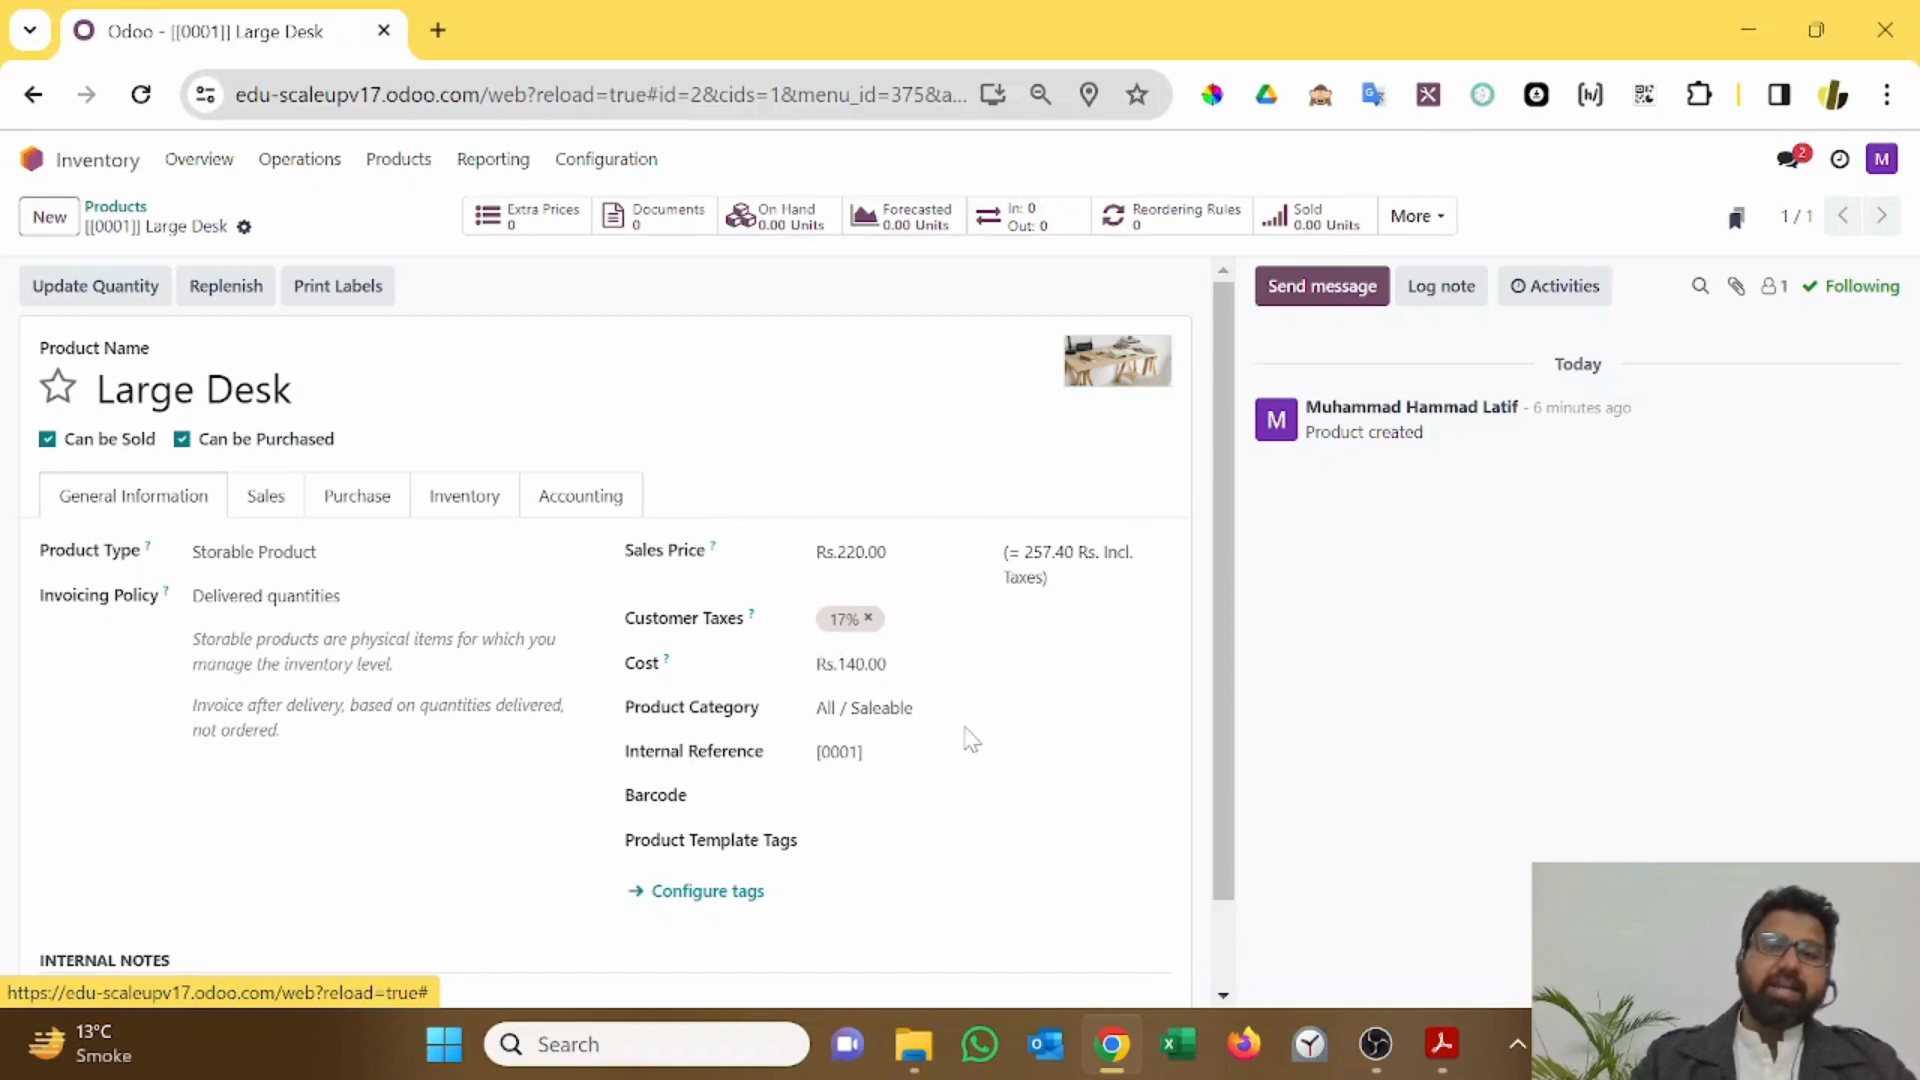 Odoo - [[0001]] Large Desk
edu-scaleupv17.odoo.com/web?reload=true#id=2&cids=1&menu_id=375&a...
Inventory Overview Operations Products Reporting Configuration
2
M
New
Products
[[0001]] Large Desk
Extra Prices
0
Documents
0
On Hand
0.00 Units
Forecasted
0.00 Units
In: 0
Out: 0
Reordering Rules
0
Sold
0.00 Units
More
1 / 1
Update Quantity Replenish Print Labels
Send message Log note Activities 1 Following
Product Name
Large Desk
Can be Sold Can be Purchased
General Information Sales Purchase Inventory Accounting
Product Type ? Storable Product
Invoicing Policy ? Delivered quantities
Storable products are physical items for which you
manage the inventory level.
Invoice after delivery, based on quantities delivered,
not ordered.
Sales Price ? Rs.220.00 (= 257.40 Rs. Incl.
Taxes)
Customer Taxes ? 17% ×
Cost ? Rs.140.00
Product Category All / Saleable
Internal Reference [0001]
Barcode
Product Template Tags
→ Configure tags
INTERNAL NOTES
Today
M
Muhammad Hammad Latif - 6 minutes ago
Product created
https://edu-scaleupv17.odoo.com/web?reload=true#
13°C
Smoke
Search